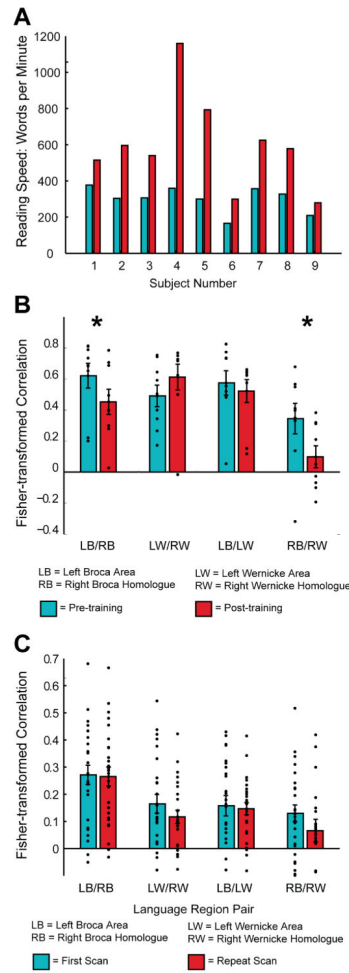 A
Reading Speed: Words per Minute
1200
1000
800
600
400
200
0
1 2 3 4 5 6 7 8 9
Subject Number
B
* *
Fisher-transformed Correlation
0.8
0.6
0.4
0.2
0
−0.2
−0.4
LB/RB LW/RW LB/LW RB/RW
LB = Left Broca Area LW = Left Wernicke Area
RB = Right Broca Homologue RW = Right Wernicke Homologue
= Pre-training = Post-training
C
Fisher-transformed Correlation
0.7
0.6
0.5
0.4
0.3
0.2
0.1
0
−0.1
LB/RB LW/RW LB/LW RB/RW
Language Region Pair
LB = Left Broca Area LW = Left Wernicke Area
RB = Right Broca Homologue RW = Right Wernicke Homologue
= First Scan = Repeat Scan